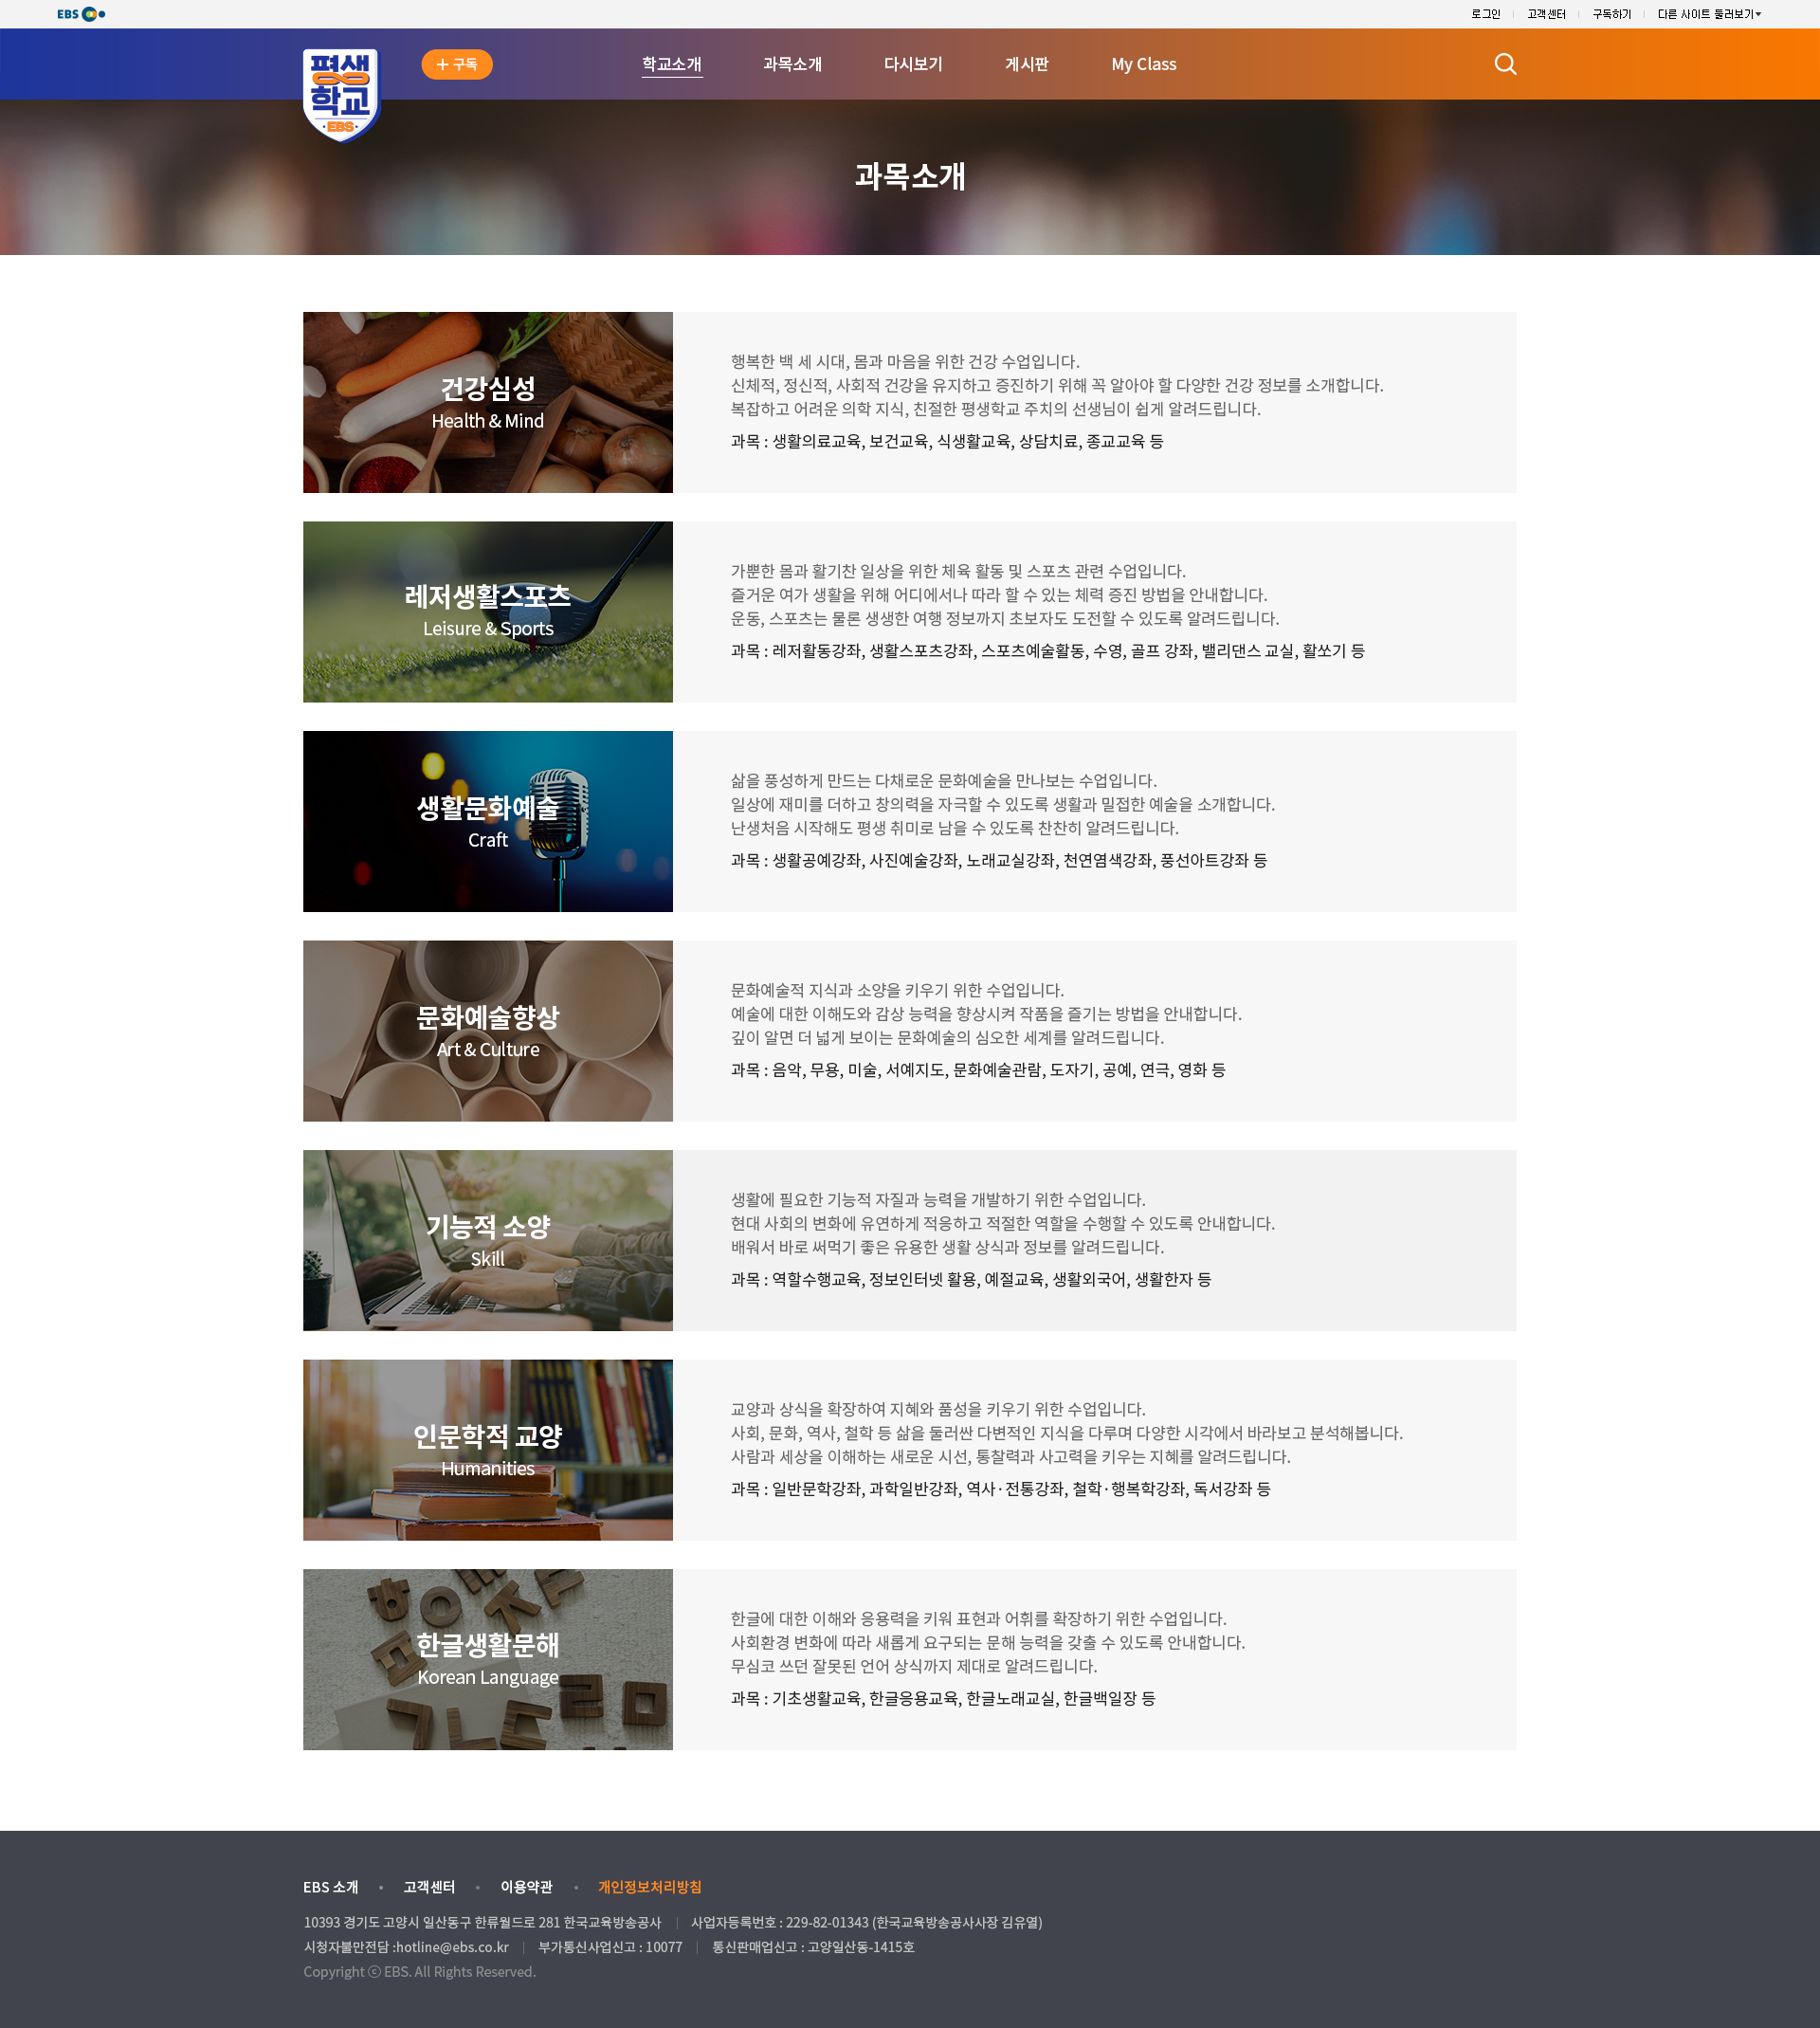 EBS
로그인
고객센터
구독하기
다른 사이트 둘러보기
평생
학교
EBS
+ 구독
학교소개
과목소개
다시보기
게시판
My Class
과목소개
건강심성
Health & Mind
행복한 백 세 시대, 몸과 마음을 위한 건강 수업입니다.
신체적, 정신적, 사회적 건강을 유지하고 증진하기 위해 꼭 알아야 할 다양한 건강 정보를 소개합니다.
복잡하고 어려운 의학 지식, 친절한 평생학교 주치의 선생님이 쉽게 알려드립니다.
과목 : 생활의료교육, 보건교육, 식생활교육, 상담치료, 종교교육 등
레저생활스포츠
Leisure & Sports
가뿐한 몸과 활기찬 일상을 위한 체육 활동 및 스포츠 관련 수업입니다.
즐거운 여가 생활을 위해 어디에서나 따라 할 수 있는 체력 증진 방법을 안내합니다.
운동, 스포츠는 물론 생생한 여행 정보까지 초보자도 도전할 수 있도록 알려드립니다.
과목 : 레저활동강좌, 생활스포츠강좌, 스포츠예술활동, 수영, 골프 강좌, 밸리댄스 교실, 활쏘기 등
생활문화예술
Craft
삶을 풍성하게 만드는 다채로운 문화예술을 만나보는 수업입니다.
일상에 재미를 더하고 창의력을 자극할 수 있도록 생활과 밀접한 예술을 소개합니다.
난생처음 시작해도 평생 취미로 남을 수 있도록 찬찬히 알려드립니다.
과목 : 생활공예강좌, 사진예술강좌, 노래교실강좌, 천연염색강좌, 풍선아트강좌 등
문화예술향상
Art & Culture
문화예술적 지식과 소양을 키우기 위한 수업입니다.
예술에 대한 이해도와 감상 능력을 향상시켜 작품을 즐기는 방법을 안내합니다.
깊이 알면 더 넓게 보이는 문화예술의 심오한 세계를 알려드립니다.
과목 : 음악, 무용, 미술, 서예지도, 문화예술관람, 도자기, 공예, 연극, 영화 등
기능적 소양
Skill
생활에 필요한 기능적 자질과 능력을 개발하기 위한 수업입니다.
현대 사회의 변화에 유연하게 적응하고 적절한 역할을 수행할 수 있도록 안내합니다.
배워서 바로 써먹기 좋은 유용한 생활 상식과 정보를 알려드립니다.
과목 : 역할수행교육, 정보인터넷 활용, 예절교육, 생활외국어, 생활한자 등
인문학적 교양
Humanities
교양과 상식을 확장하여 지혜와 품성을 키우기 위한 수업입니다.
사회, 문화, 역사, 철학 등 삶을 둘러싼 다변적인 지식을 다루며 다양한 시각에서 바라보고 분석해봅니다.
사람과 세상을 이해하는 새로운 시선, 통찰력과 사고력을 키우는 지혜를 알려드립니다.
과목 : 일반문학강좌, 과학일반강좌, 역사·전통강좌, 철학·행복학강좌, 독서강좌 등
한글생활문해
Korean Language
한글에 대한 이해와 응용력을 키워 표현과 어휘를 확장하기 위한 수업입니다.
사회환경 변화에 따라 새롭게 요구되는 문해 능력을 갖출 수 있도록 안내합니다.
무심코 쓰던 잘못된 언어 상식까지 제대로 알려드립니다.
과목 : 기초생활교육, 한글응용교육, 한글노래교실, 한글백일장 등
EBS 소개 • 고객센터 • 이용약관 • 개인정보처리방침
10393 경기도 고양시 일산동구 한류월드로 281 한국교육방송공사 | 사업자등록번호 : 229-82-01343 (한국교육방송공사사장 김유열)
시청자불만전담 :hotline@ebs.co.kr | 부가통신사업신고 : 10077 | 통신판매업신고 : 고양일산동-1415호
Copyright ⓒ EBS. All Rights Reserved.